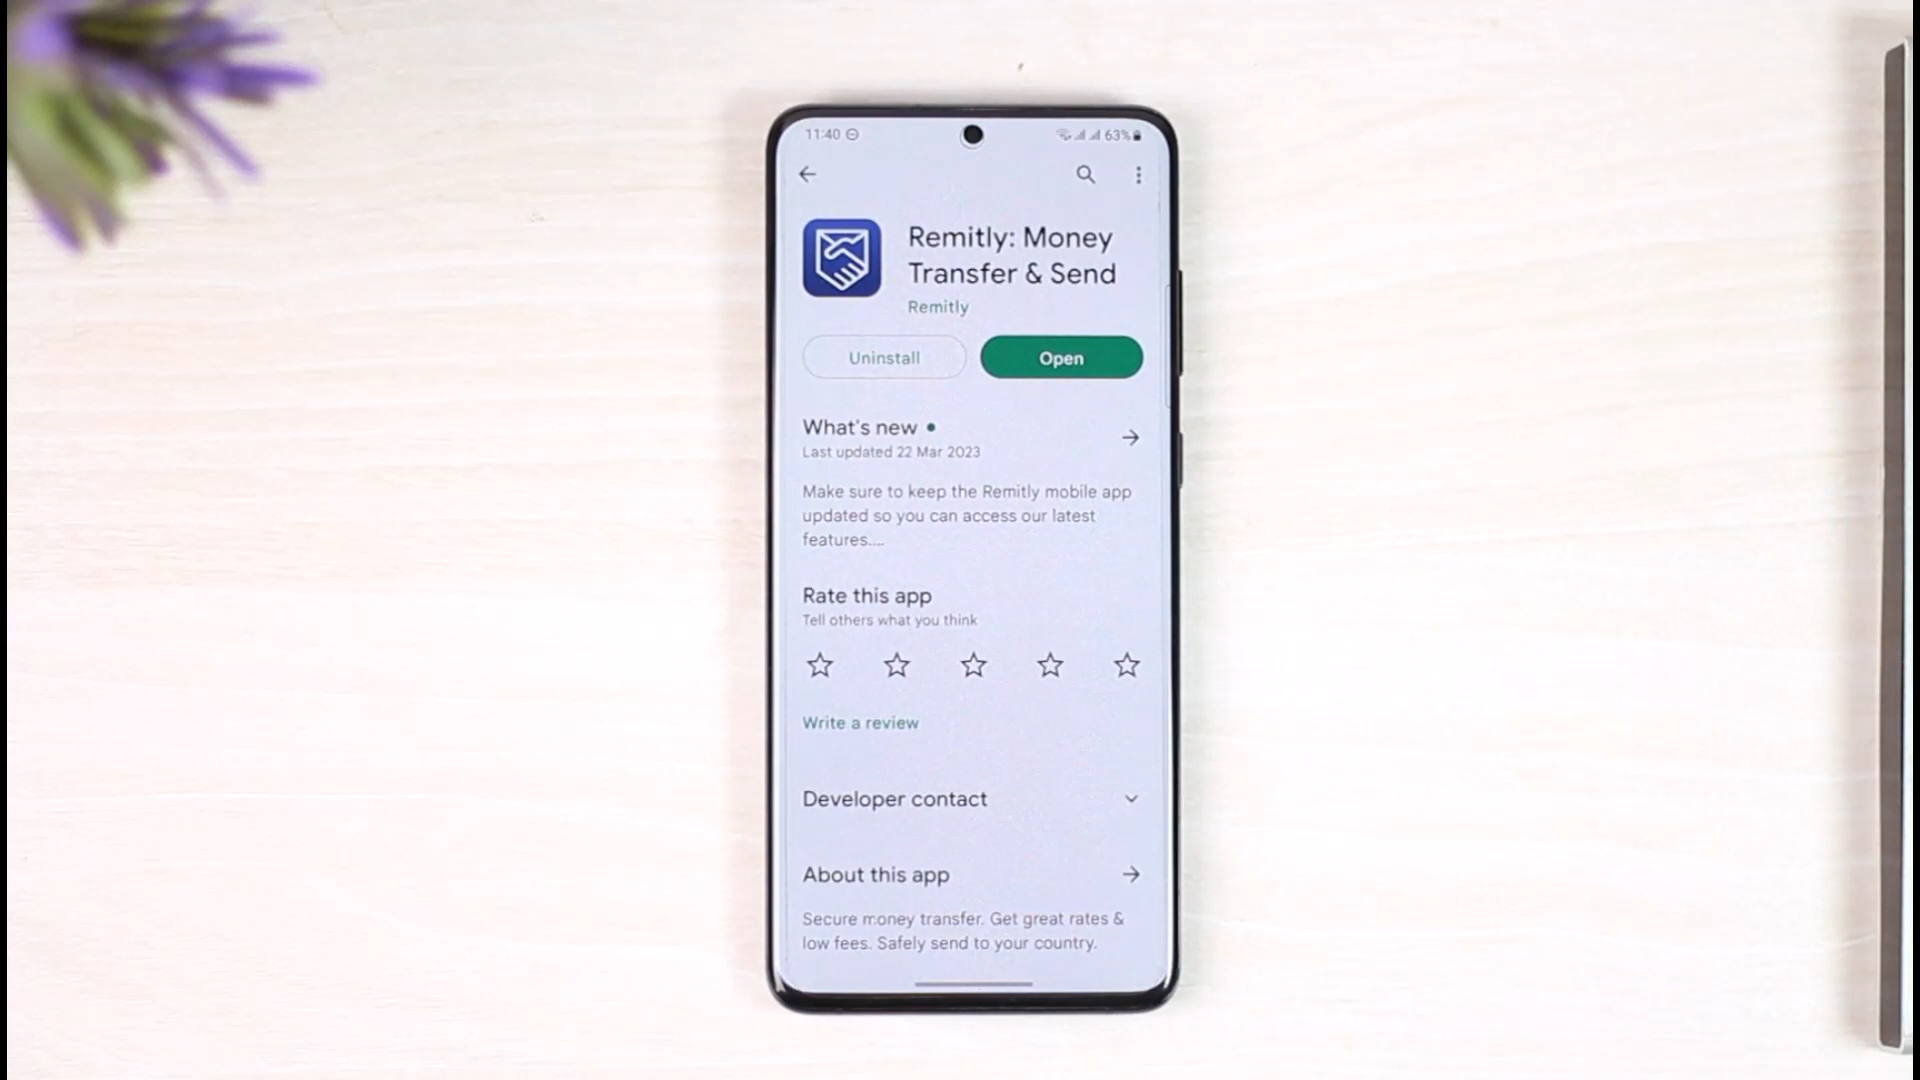 11:40
63%
Remitly: Money
Transfer & Send
Remitly
Uninstall
Open
What's new
Last updated 22 Mar 2023
Make sure to keep the Remitly mobile app
updated so you can access our latest
features....
Rate this app
Tell others what you think
Write a review
Developer contact
About this app
Secure money transfer. Get great rates &
low fees. Safely send to your country.